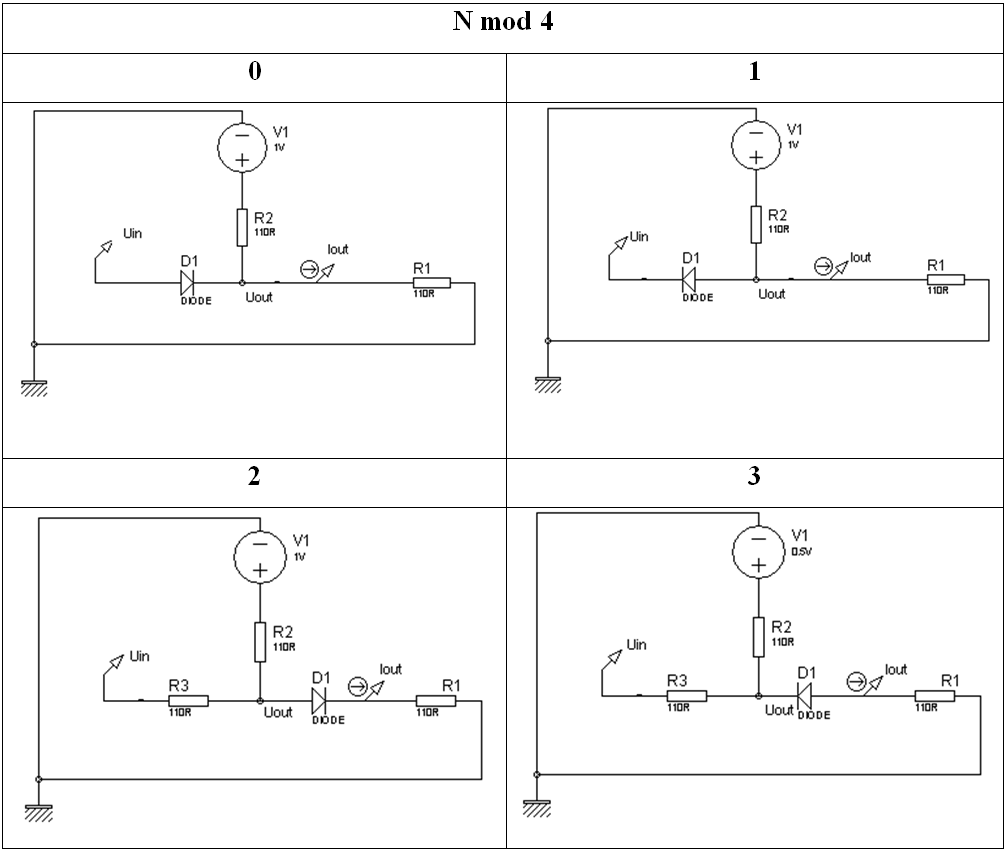 N mod 4
0
1
V1
1V
R2
110R
Uin
D1
DIODE
Uout
Iout
R1
110R
V1
1V
R2
110R
Uin
D1
DIODE
Uout
Iout
R1
110R
2
3
V1
1V
R2
110R
Uin
R3
110R
Uout
D1
DIODE
Iout
R1
110R
V1
0.5V
R2
110R
Uin
R3
110R
Uout
D1
DIODE
Iout
R1
110R